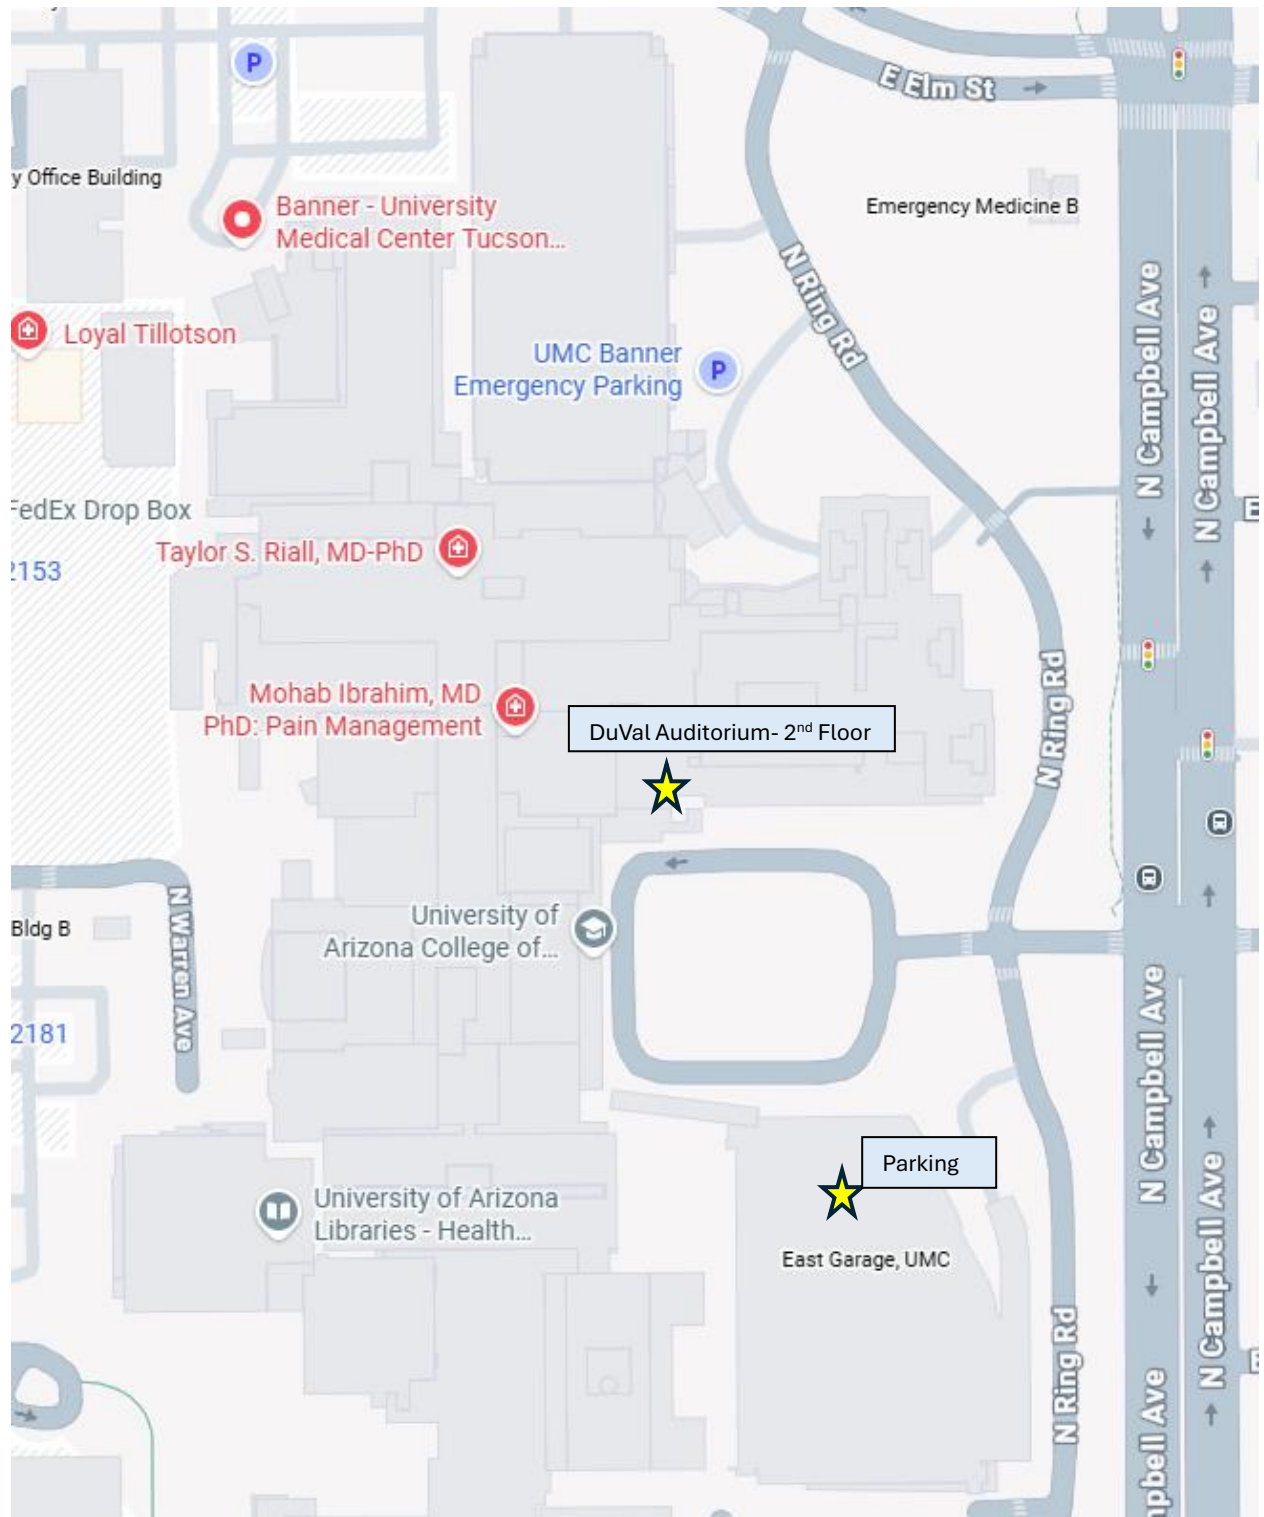 P
E Elm St
y Office Building
Banner - University
Medical Center Tucson...
Emergency Medicine B
N Ring Rd
N Campbell Ave
N Campbell Ave
Loyal Tillotson
UMC Banner
Emergency Parking
P
FedEx Drop Box
E
Taylor S. Riall, MD-PhD
2153
N Ring Rd
Mohab Ibrahim, MD
PhD: Pain Management
DuVal Auditorium- 2nd Floor
N Warren Ave
University of
Arizona College of...
Bldg B
N Campbell Ave
2181
Parking
University of Arizona
Libraries - Health...
N Campbell Ave
East Garage, UMC
N Ring Rd
mpbell Ave